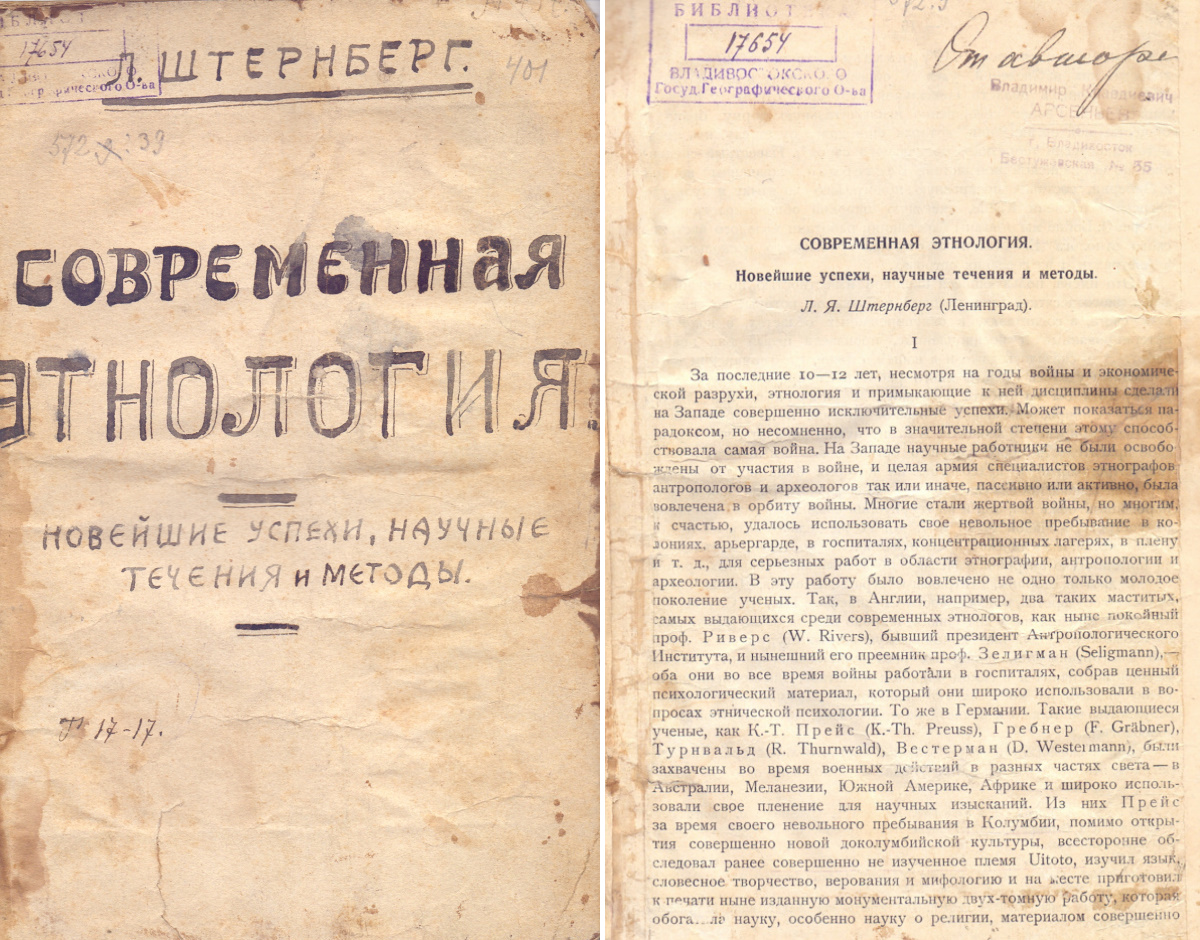 БИБЛИОТ
17654
Л. ШТЕРНБЕРГ.
401
572 : 39
СОВРЕМЕННАЯ
ЭТНОЛОГИЯ.
НОВЕЙШИЕ УСПЕХИ, НАУЧНЫЕ
ТЕЧЕНИЯ и МЕТОДЫ.
17-17.
БИБЛИОТЕКА
17654
ВЛАДИВОСТОКСКОГО
Госуд. Географического О-ва
От автора
Владимир Клавдиевич
АРСЕНЬЕВ
г. Владивосток
СОВРЕМЕННАЯ ЭТНОЛОГИЯ.
Новейшие успехи, научные течения и методы.
Л. Я. Штернберг (Ленинград).
I
За последние 10—12 лет, несмотря на годы войны и экономиче-
ской разрухи, этнология и примыкающие к ней дисциплины сделали
на Западе совершенно исключительные успехи. Может показаться па-
радоксом, но несомненно, что в значительной степени этому способ-
ствовала самая война. На Западе научные работники не были освобо-
ждены от участия в войне, и целая армия специалистов этнографов
антропологов и археологов так или иначе, пассивно или активно, была
вовлечена в орбиту войны. Многие стали жертвой войны, но многим,
к счастью, удалось использовать свое невольное пребывание в ко-
лониях, арьергарде, в госпиталях, концентрационных лагерях, в плену
и т. д., для серьезных работ в области этнографии, антропологии и
археологии. В эту работу было вовлечено не одно только молодое
поколение ученых. Так, в Англии, например, два таких маститых,
самых выдающихся среди современных этнологов, как ныне покойный
проф. Риверс (W. Rivers), бывший президент Антропологического
Института, и нынешний его преемник проф. Зелигман (Seligmann),—
оба они во все время войны работали в госпиталях, собрав ценный
психологический материал, который они широко использовали в во-
просах этнической психологии. То же в Германии. Такие выдающиеся
ученые, как К.-Т. Прейс (K.-Th. Preuss), Гребнер (F. Gräbner),
Турнвальд (R. Thurnwald), Вестерман (D. Westermann), были
захвачены во время военных действий в разных частях света — в
Австралии, Меланезии, Южной Америке, Африке и широко исполь-
зовали свое пленение для научных изысканий. Из них Прейс
за время своего невольного пребывания в Колумбии, помимо откры-
тия совершенно новой доколумбийской культуры, всесторонне об-
следовал ранее совершенно не изученное племя Uitoto, изучил язык,
словесное творчество, верования и мифологию и на месте приготовил
к печати ныне изданную монументальную двух-томную работу, которая
обога...ла науку, особенно науку о религии, материалом совершенно